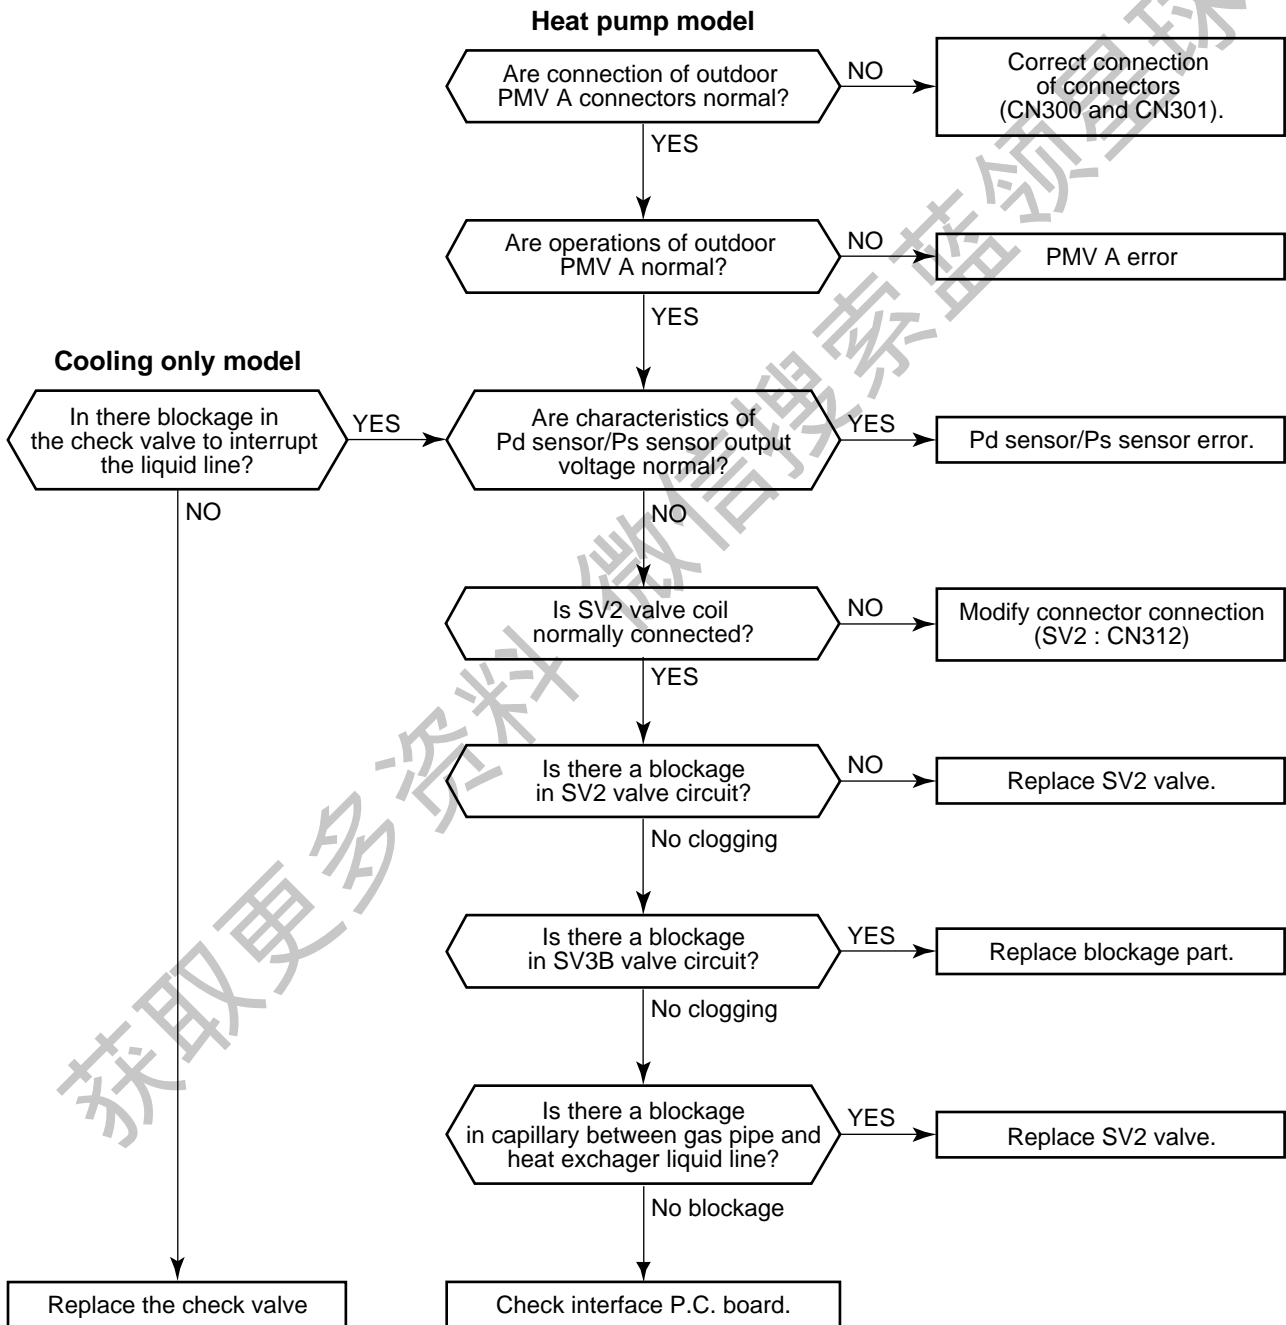 Heat pump model
Are connection of outdoor
PMV A connectors normal?
NO
Correct connection
of connectors
(CN300 and CN301).
YES
Are operations of outdoor
PMV A normal?
NO
PMV A error
YES
Cooling only model
In there blockage in
the check valve to interrupt
the liquid line?
YES
Are characteristics of
Pd sensor/Ps sensor output
voltage normal?
YES
Pd sensor/Ps sensor error.
NO
NO
Is SV2 valve coil
normally connected?
NO
Modify connector connection
(SV2 : CN312)
YES
Is there a blockage
in SV2 valve circuit?
NO
Replace SV2 valve.
No clogging
Is there a blockage
in SV3B valve circuit?
YES
Replace blockage part.
No clogging
Is there a blockage
in capillary between gas pipe and
heat exchager liquid line?
YES
Replace SV2 valve.
No blockage
Replace the check valve
Check interface P.C. board.
获取更多资料 微信搜索蓝领星球